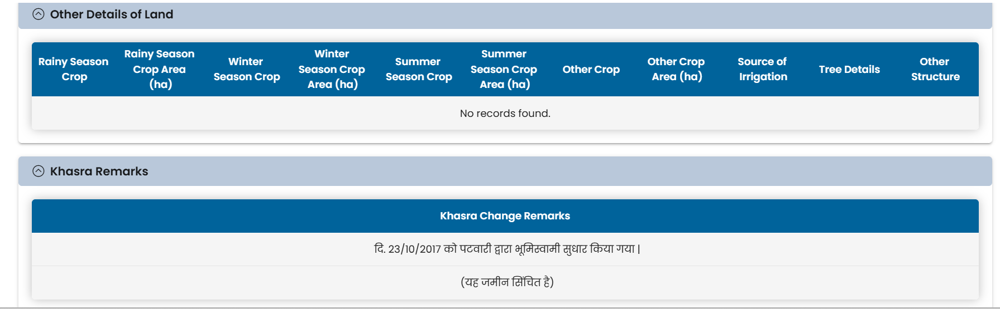 Other Details of Land
Rainy Season Crop
Rainy Season Crop Area (ha)
Winter Season Crop
Winter Season Crop Area (ha)
Summer Season Crop
Summer Season Crop Area (ha)
Other Crop
Other Crop Area (ha)
Source of Irrigation
Tree Details
Other Structure
No records found.
Khasra Remarks
Khasra Change Remarks
दि. 23/10/2017 को पटवारी द्वारा भूमिस्वामी सुधार किया गया |
(यह जमीन सिंचित है)